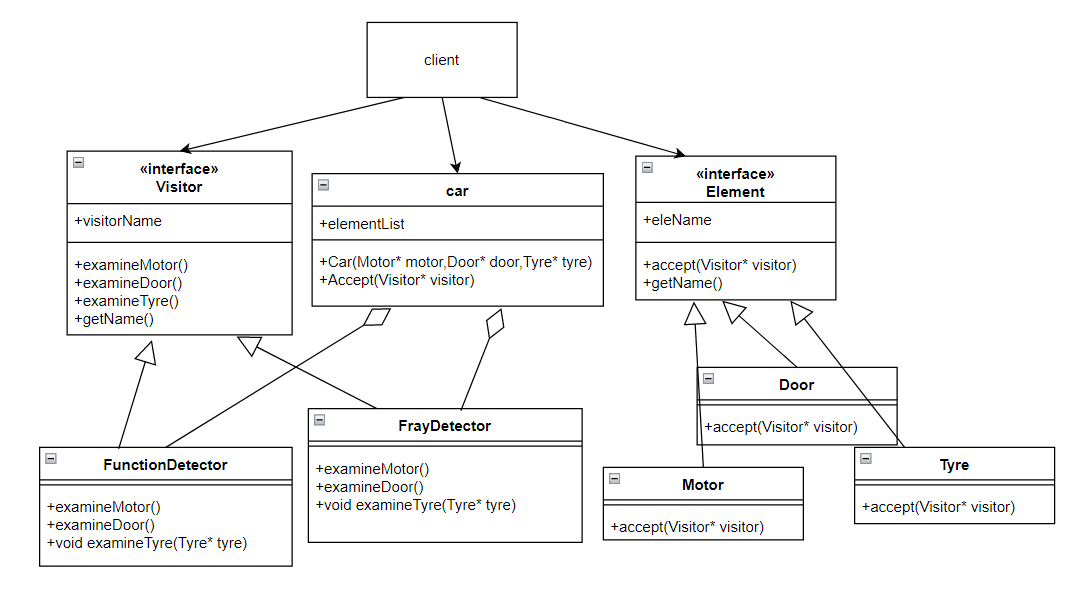 client
«interface»
Visitor
+visitorName
+examineMotor()
+examineDoor()
+examineTyre()
+getName()
car
+elementList
+Car(Motor* motor,Door* door,Tyre* tyre)
+Accept(Visitor* visitor)
«interface»
Element
+eleName
+accept(Visitor* visitor)
+getName()
FunctionDetector
+examineMotor()
+examineDoor()
+void examineTyre(Tyre* tyre)
FrayDetector
+examineMotor()
+examineDoor()
+void examineTyre(Tyre* tyre)
Door
+accept(Visitor* visitor)
Motor
+accept(Visitor* visitor)
Tyre
+accept(Visitor* visitor)